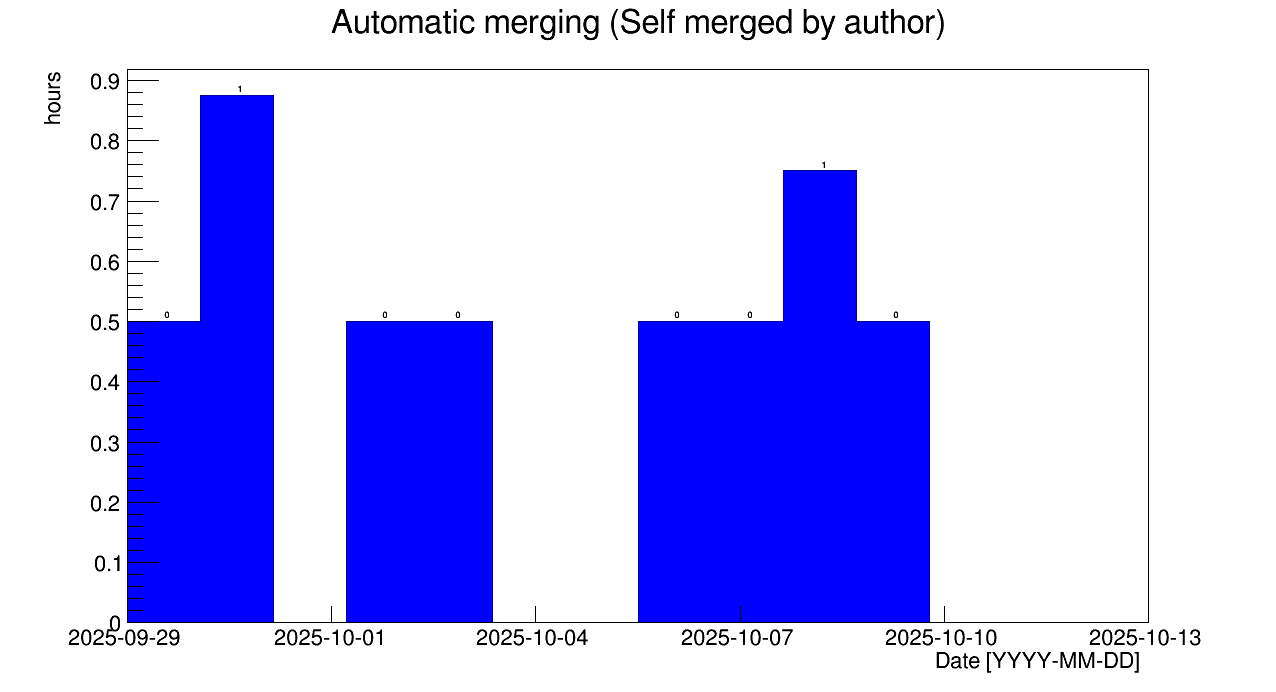 Automatic merging (Self merged by author)
hours
0.9
0.8
0.7
0.6
0.5
0.4
0.3
0.2
0.1
0
0 1 0 0 0 0 1 0
2025-09-29 2025-10-01 2025-10-04 2025-10-07 2025-10-10 2025-10-13
Date [YYYY-MM-DD]